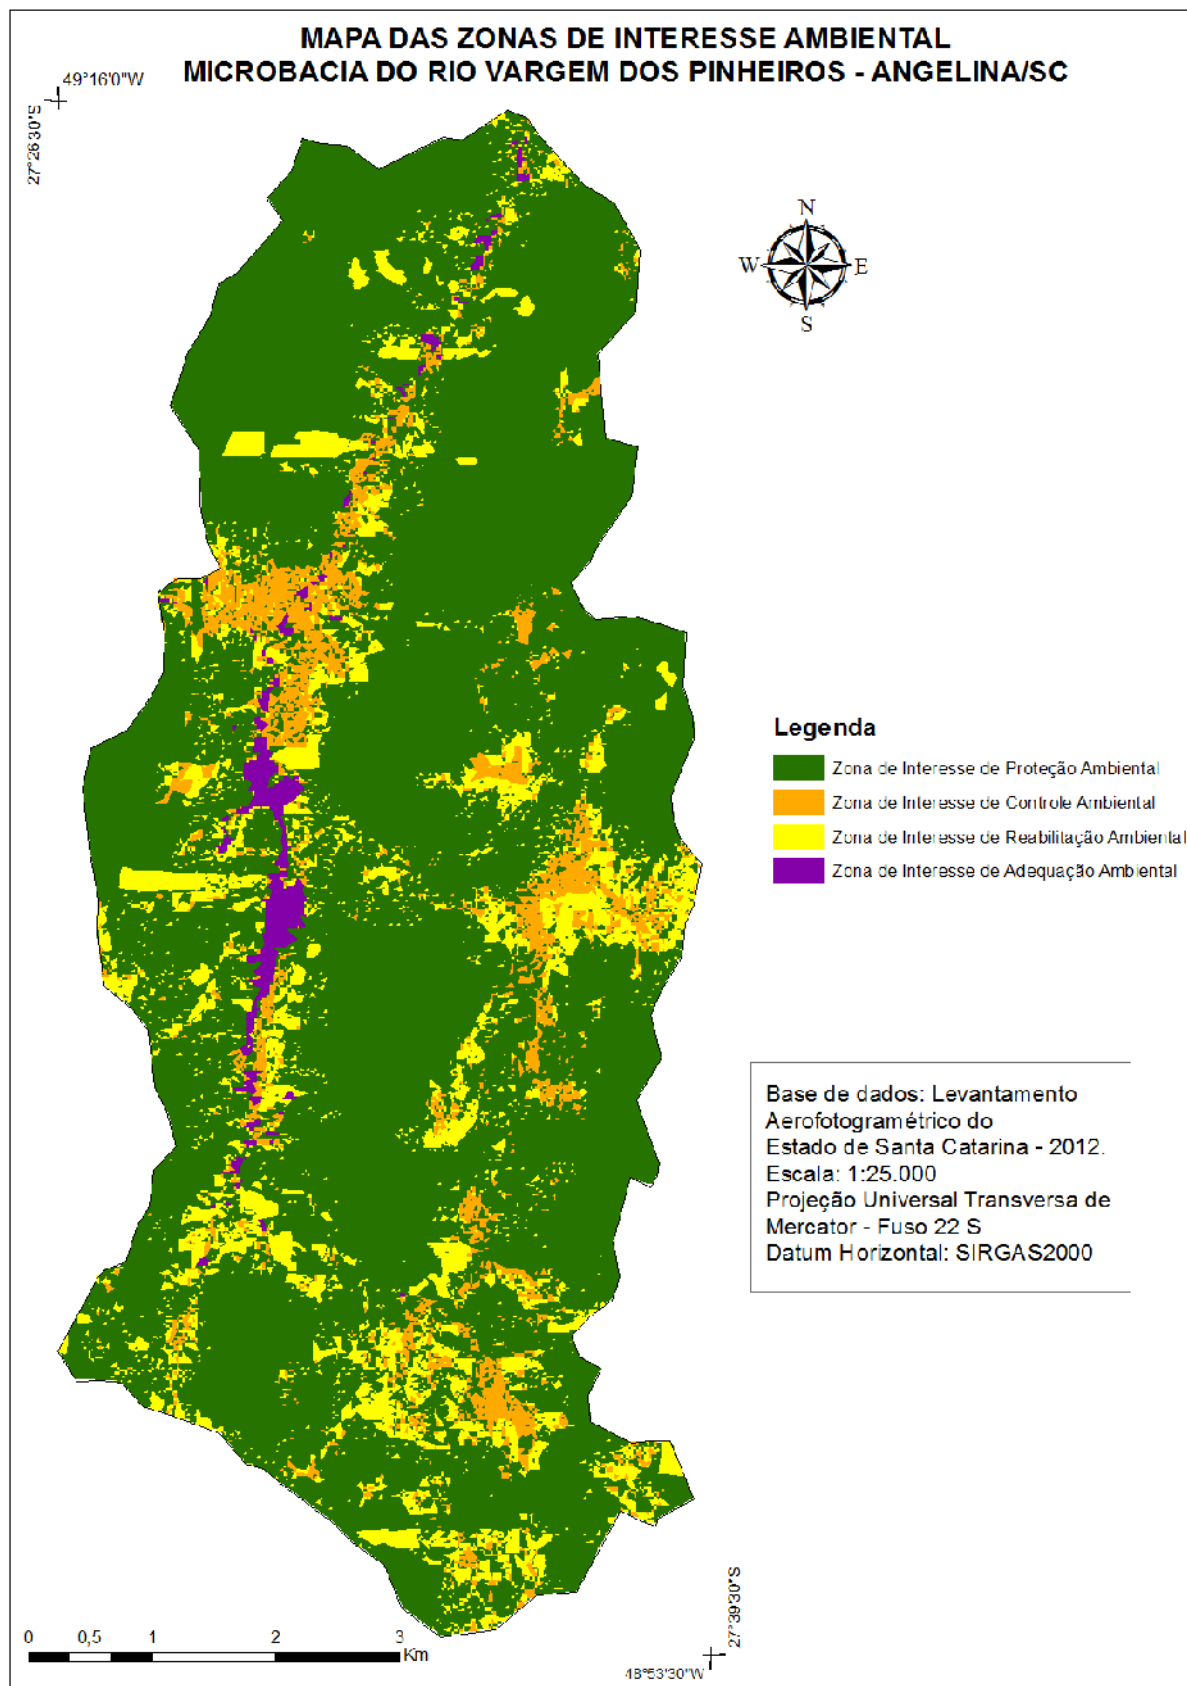 MAPA DAS ZONAS DE INTERESSE AMBIENTAL
MICROBACIA DO RIO VARGEM DOS PINHEIROS - ANGELINA/SC
49°16'0"W
27°26'30"S
N
W
E
S
Legenda
Zona de Interesse de Proteção Ambiental
Zona de Interesse de Controle Ambiental
Zona de Interesse de Reabilitação Ambiental
Zona de Interesse de Adequação Ambiental
Base de dados: Levantamento
Aerofotogramétrico do
Estado de Santa Catarina - 2012.
Escala: 1:25.000
Projeção Universal Transversa de
Mercator - Fuso 22 S
Datum Horizontal: SIRGAS2000
27°39'30"S
0 0,5 1 2 3
Km
48°53'30"W